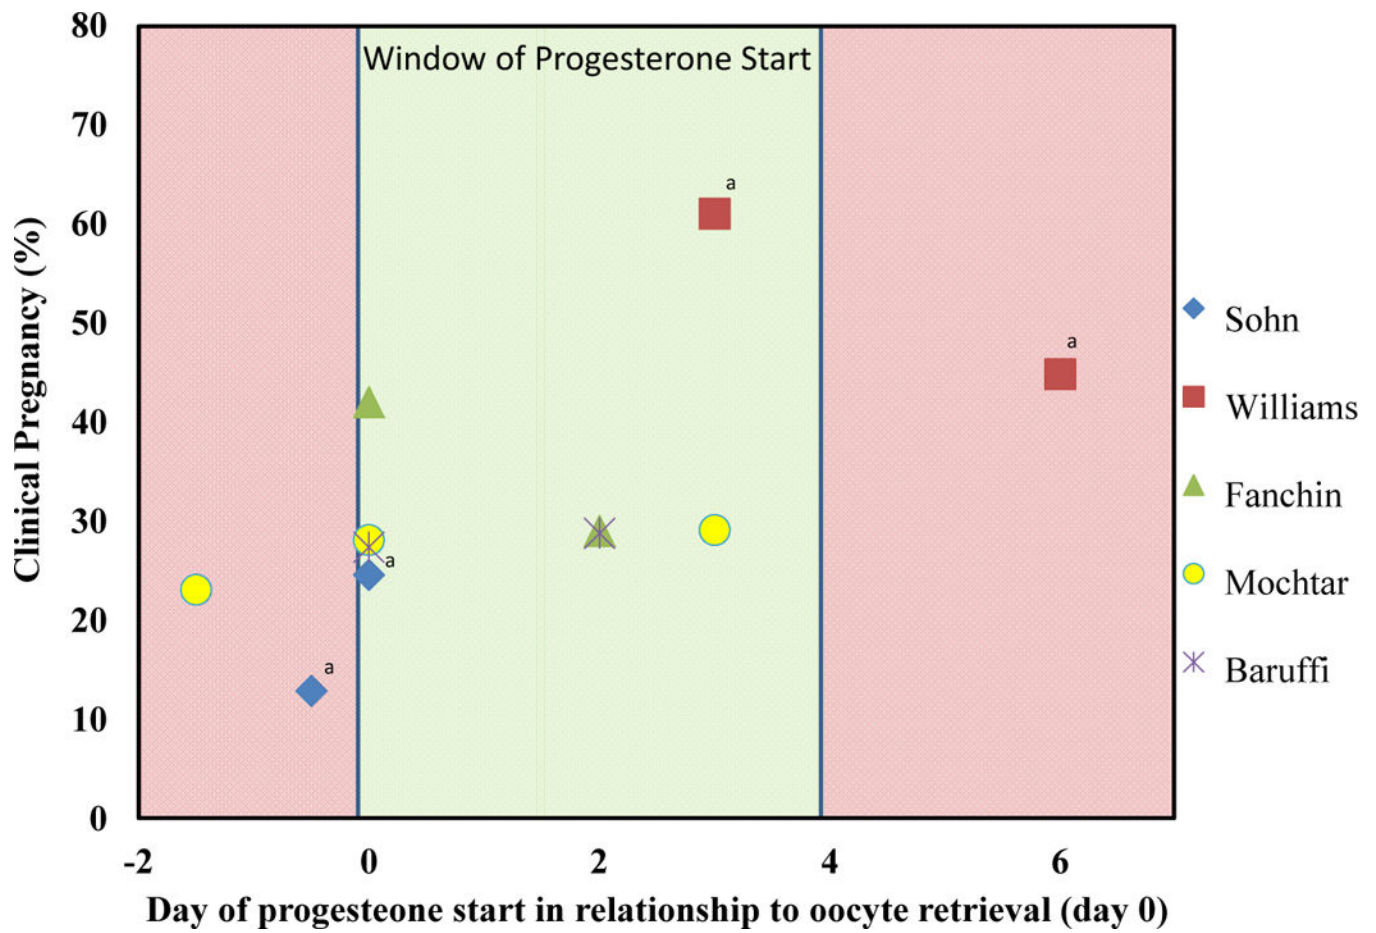 Window of Progesterone Start
80
70
60
50
40
30
20
10
0
Clinical Pregnancy (%)
a
a
a
a
-2 0 2 4 6
Day of progesteone start in relationship to oocyte retrieval (day 0)
Sohn
Williams
Fanchin
Mochtar
Baruffi